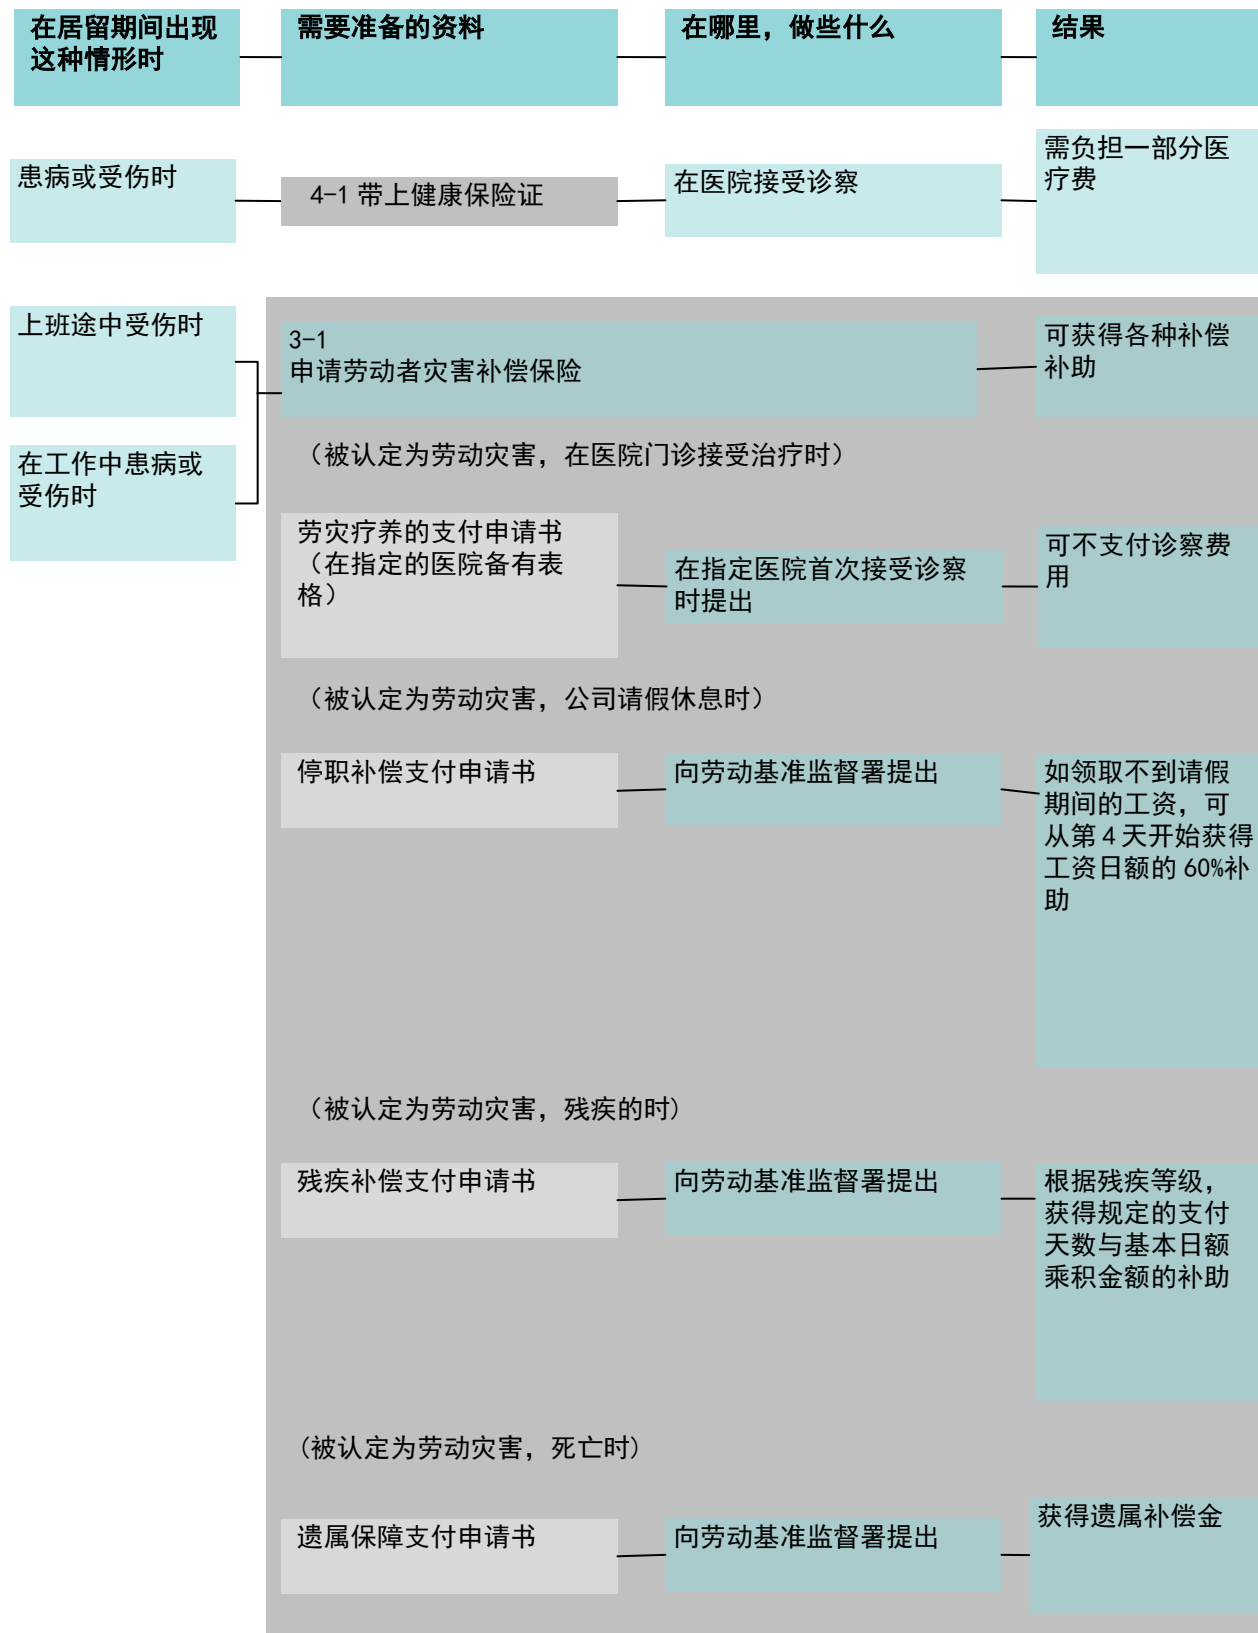 在居留期间出现
这种情形时
需要准备的资料
在哪里，做些什么
结果
患病或受伤时
4-1 带上健康保险证
在医院接受诊察
需负担一部分医
疗费
上班途中受伤时
在工作中患病或
受伤时
3-1
申请劳动者灾害补偿保险
可获得各种补偿
补助
（被认定为劳动灾害，在医院门诊接受治疗时）
劳灾疗养的支付申请书
（在指定的医院备有表
格）
在指定医院首次接受诊察
时提出
可不支付诊察费
用
（被认定为劳动灾害，公司请假休息时）
停职补偿支付申请书
向劳动基准监督署提出
如领取不到请假
期间的工资，可
从第 4 天开始获得
工资日额的 60%补
助
（被认定为劳动灾害，残疾的时)
残疾补偿支付申请书
向劳动基准监督署提出
根据残疾等级，
获得规定的支付
天数与基本日额
乘积金额的补助
(被认定为劳动灾害，死亡时)
遗属保障支付申请书
向劳动基准监督署提出
获得遗属补偿金